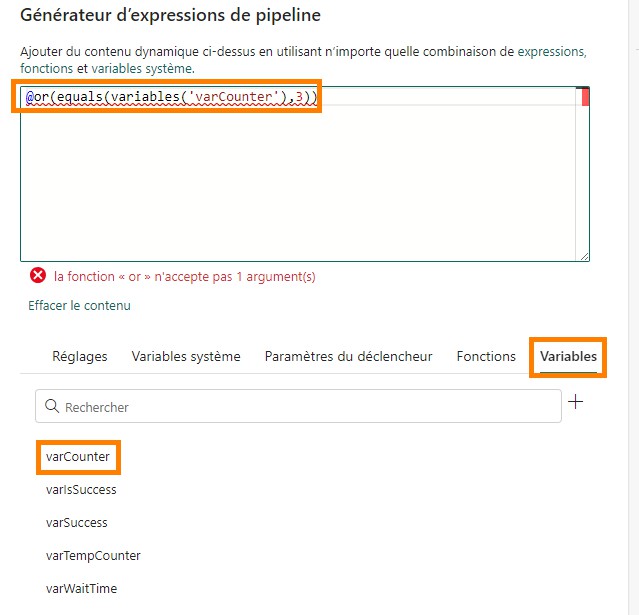 Générateur d’expressions de pipeline
Ajouter du contenu dynamique ci-dessus en utilisant n’importe quelle combinaison de expressions,
fonctions et variables système.
@or(equals(variables('varCounter'),3))
la fonction « or » n'accepte pas 1 argument(s)
Effacer le contenu
Réglages Variables système Paramètres du déclencheur Fonctions Variables
Rechercher
varCounter
varIsSuccess
varSuccess
varTempCounter
varWaitTime